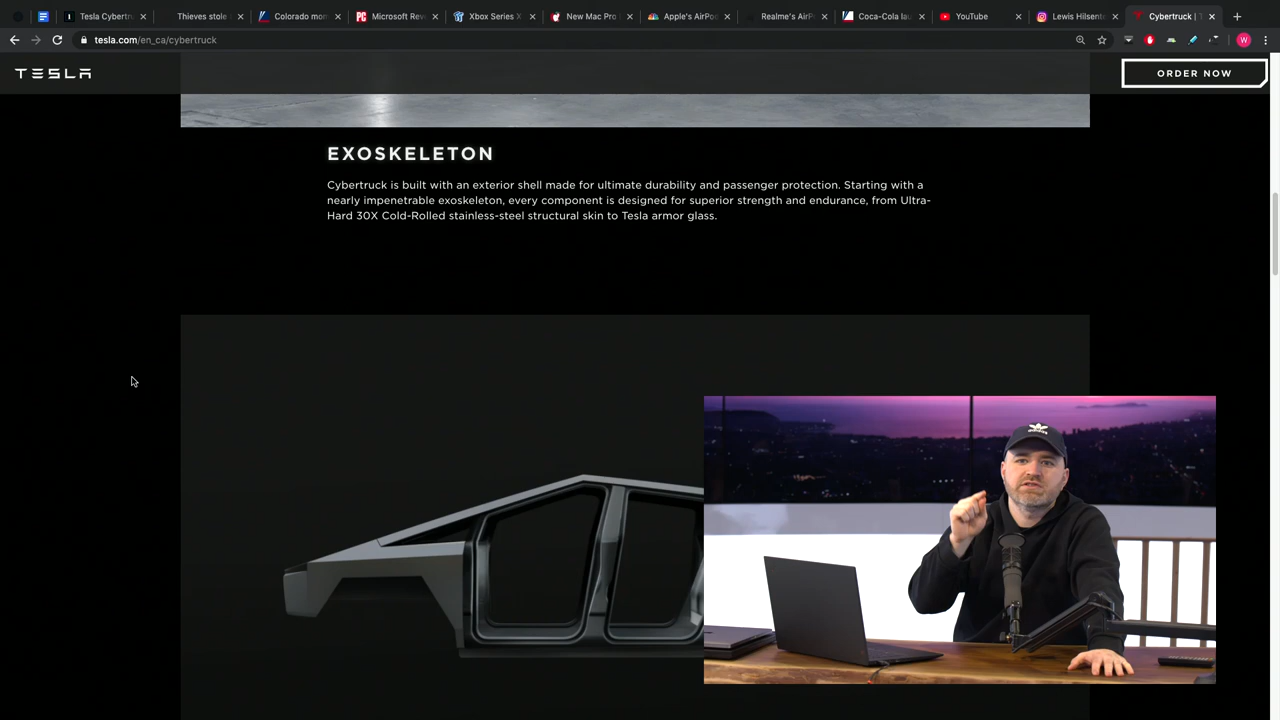 Tesla Cybertr
Thieves stole
Colorado mon
PC
Microsoft Rev
Xbox Series X
New Mac Pro
Apple's AirPo
Realme's AirP
Coca-Cola lau
YouTube
Lewis Hilsent
Cybertruck | T
tesla.com/en_ca/cybertruck
W
TESLA
ORDER NOW
EXOSKELETON
Cybertruck is built with an exterior shell made for ultimate durability and passenger protection. Starting with a
nearly impenetrable exoskeleton, every component is designed for superior strength and endurance, from Ultra-
Hard 30X Cold-Rolled stainless-steel structural skin to Tesla armor glass.